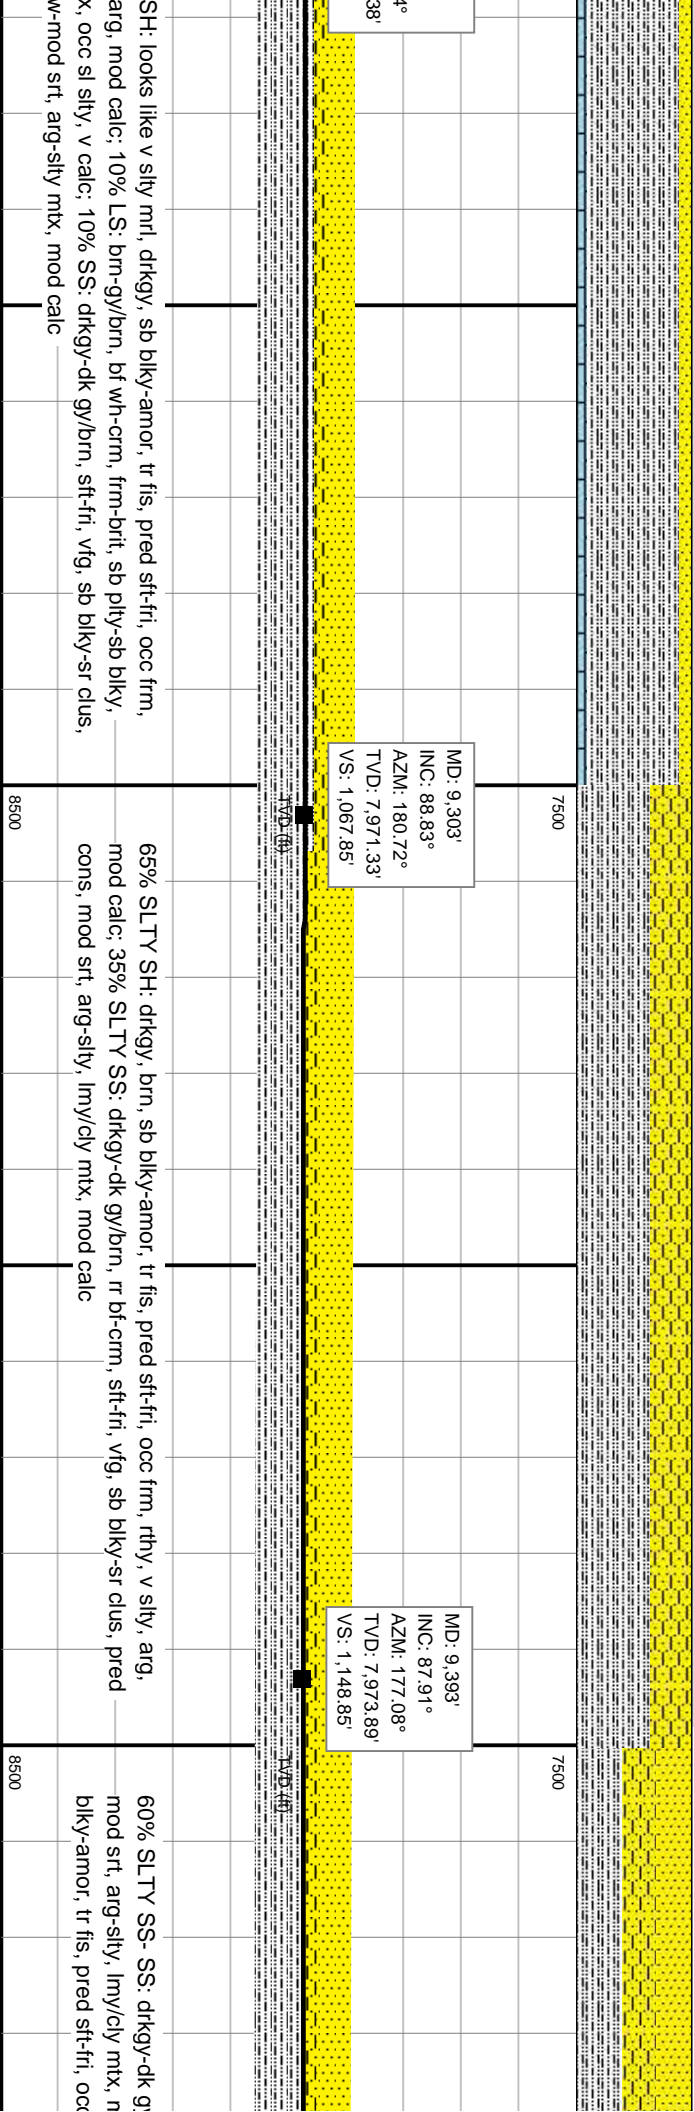 4°
38'
SH: looks like v slty mrl, drkgy, sb blky-amor, tr fis, pred sft-fri, occ frm,
arg, mod calc; 10% LS: brn-gy/brn, bf wh-crm, frm-brit, sb plty-sb blky,
x, occ sl slty, v calc; 10% SS: drkgy-dk gy/brn, sft-fri, vfg, sb blky-sr clus,
w-mod srt, arg-slty mtx, mod calc
7500
MD: 9,303'
INC: 88.83°
AZM: 180.72°
TVD: 7,971.33'
VS: 1,067.85'
TVD (ft)
8500
65% SLTY SH: drkgy, brn, sb blky-amor, tr fis, pred sft-fri, occ frm, rthy, v slty, arg,
mod calc; 35% SLTY SS: drkgy-dk gy/brn, rr bf-crm, sft-fri, vfg, sb blky-sr clus, pred
cons, mod srt, arg-slty, lmy/cly mtx, mod calc
MD: 9,393'
INC: 87.91°
AZM: 177.08°
TVD: 7,973.89'
VS: 1,148.85'
7500
TVD (ft)
8500
60% SLTY SS- SS: drkgy-dk gy
mod srt, arg-slty, lmy/cly mtx, m
blky-amor, tr fis, pred sft-fri, occ